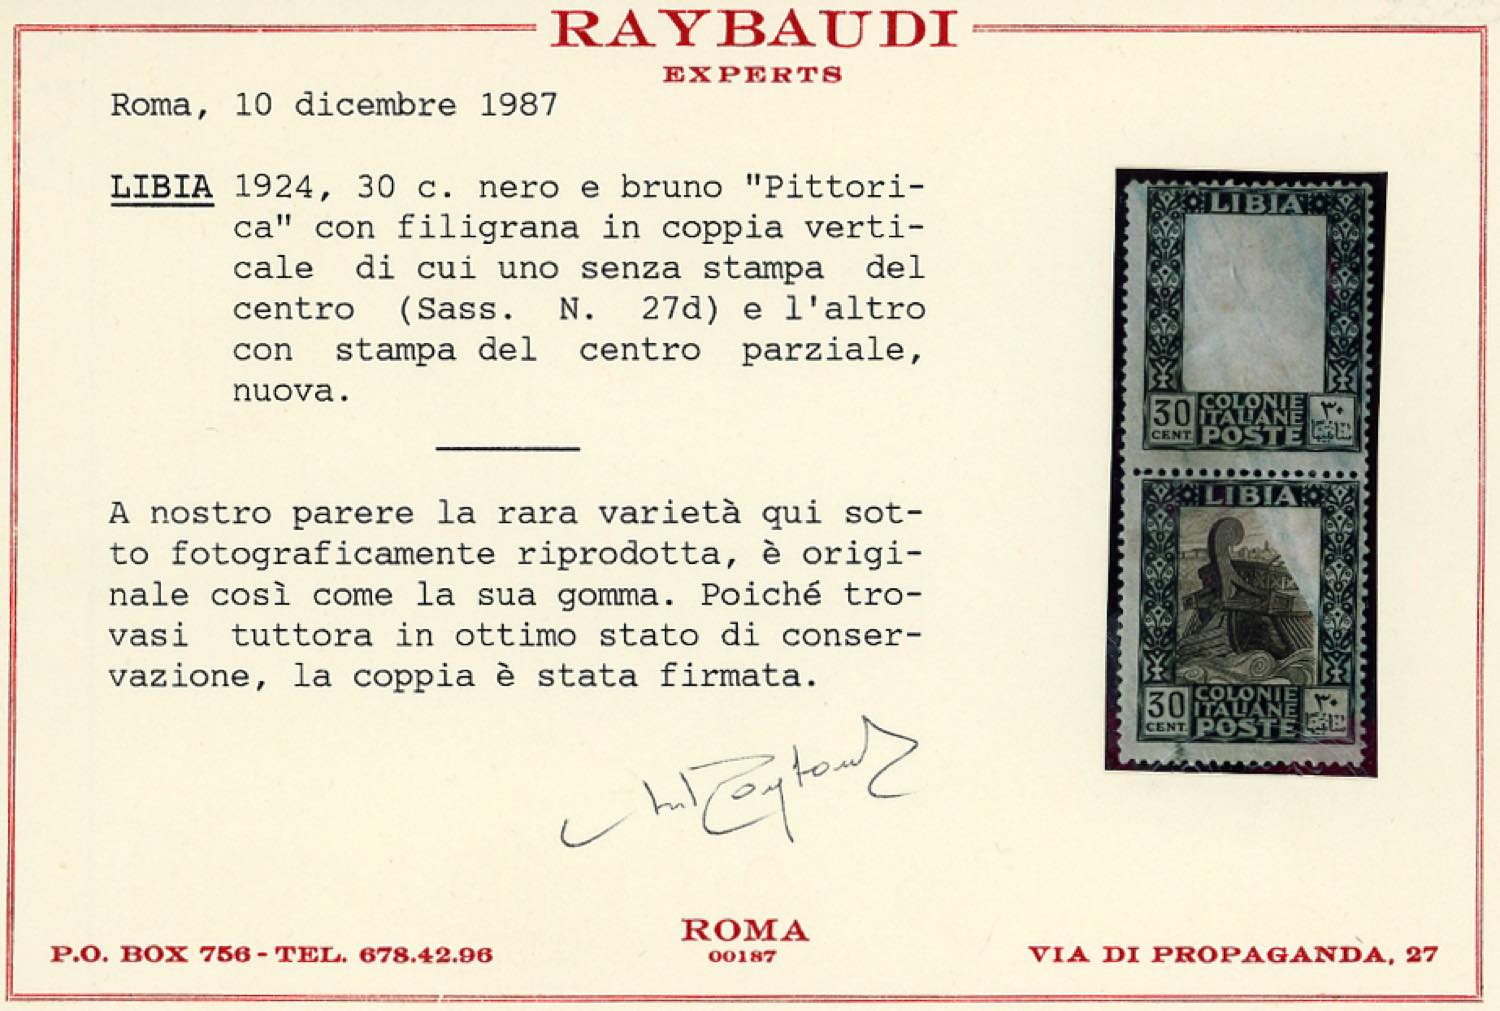 RAYBAUDI
EXPERTS
Roma, 10 dicembre 1987
LIBIA 1924, 30 c. nero e bruno "Pittori-
ca" con filigrana in coppia verti-
cale di cui uno senza stampa del
centro (Sass. N. 27d) e l'altro
con stampa del centro parziale,
nuova.
A nostro parere la rara varietà qui sot-
to fotograficamente riprodotta, è origi-
nale così come la sua gomma. Poiché tro-
vasi tuttora in ottimo stato di conser-
vazione, la coppia è stata firmata.
LIBIA
30 CENT.
COLONIE
ITALIANE
POSTE
٣٠
LIBIA
30 CENT.
COLONIE
ITALIANE
POSTE
٣٠
ROMA
00187
P.O. BOX 756 - TEL. 678.42.96
VIA DI PROPAGANDA, 27